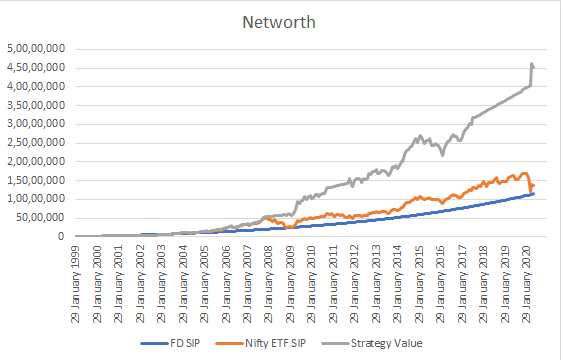 Networth
5,00,00,000
4,50,00,000
4,00,00,000
3,50,00,000
3,00,00,000
2,50,00,000
2,00,00,000
1,50,00,000
1,00,00,000
50,00,000
0
29 January 1999
29 January 2000
29 January 2001
29 January 2002
29 January 2003
29 January 2004
29 January 2005
29 January 2006
29 January 2007
29 January 2008
29 January 2009
29 January 2010
29 January 2011
29 January 2012
29 January 2013
29 January 2014
29 January 2015
29 January 2016
29 January 2017
29 January 2018
29 January 2019
29 January 2020
FD SIP Nifty ETF SIP Strategy Value